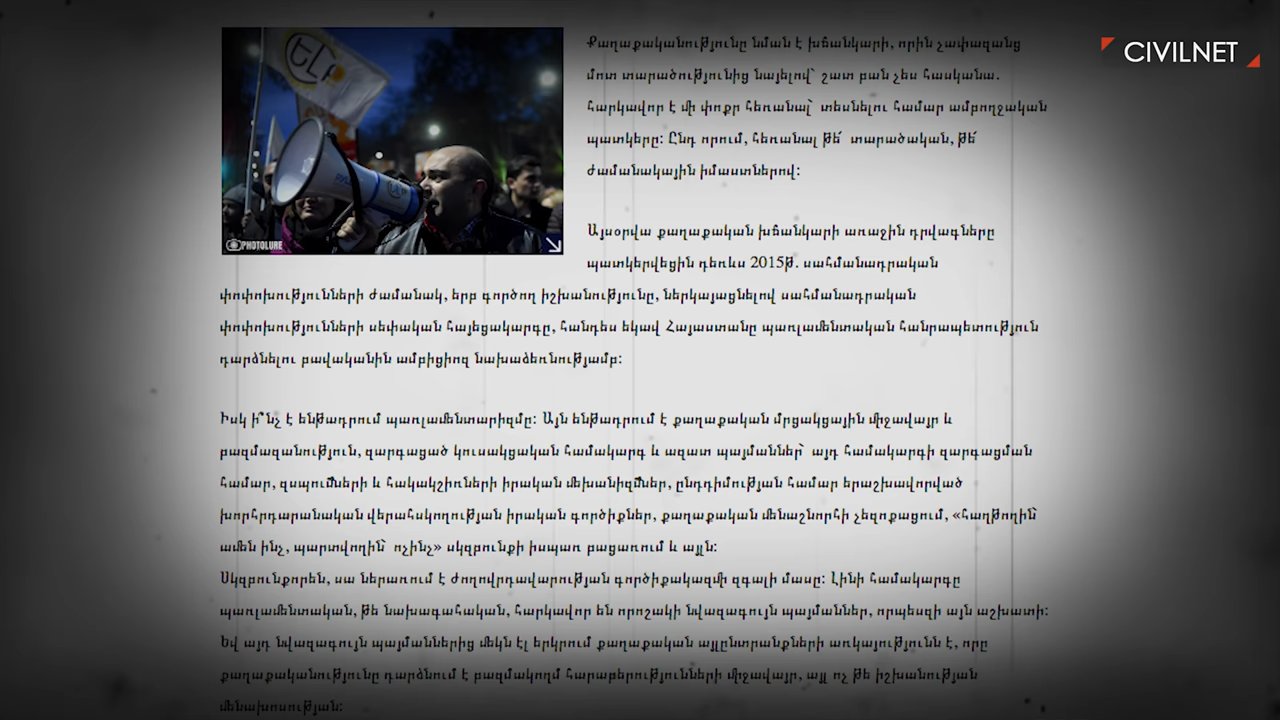 CIVILNET
ԵԼՔ
PHOTOLURE
Քաղաքականությունը նման է խճանկարի, որին չափազանց
մոտ տարածությունից նայելով՝ շատ բան չես հասկանա.
հարկավոր է մի փոքր հեռանալ՝ տեսնելու համար ամբողջական
պատկերը: Ընդ որում, հեռանալ թե՛ տարածական, թե՛
ժամանակային իմաստներով:
Այսօրվա քաղաքական խճանկարի առաջին դրվագները
պատկերվեցին դեռևս 2015թ. սահմանադրական
փոփոխությունների ժամանակ, երբ գործող իշխանությունը, ներկայացնելով սահմանադրական
փոփոխությունների սեփական հայեցակարգը, հանդես եկավ Հայաստանը պառլամենտական հանրապետություն
դարձնելու բավականին ամբիցիոզ նախաձեռնությամբ:
Իսկ ի՞նչ է ենթադրում պառլամենտարիզմը: Այն ենթադրում է քաղաքական մրցակցային միջավայր և
բազմազանություն, զարգացած կուսակցական համակարգ և ազատ պայմաններ՝ այդ համակարգի զարգացման
համար, զսպումների և հակակշիռների իրական մեխանիզմներ, ընդդիմության համար երաշխավորված
խորհրդարանական վերահսկողության իրական գործիքներ, քաղաքական մենաշնորհի չեզոքացում, «հաղթողին՝
ամեն ինչ, պարտվողին՝ ոչինչ» սկզբունքի իսպառ բացառում և այլն:
Սկզբունքորեն, սա ներառում է ժողովրդավարության գործիքակազմի զգալի մասը: Լինի համակարգը
պառլամենտական, թե նախագահական, հարկավոր են որոշակի նվազագույն պայմաններ, որպեսզի այն աշխատի:
Եվ այդ նվազագույն պայմաններից մեկն էլ երկրում քաղաքական այլընտրանքների առկայությունն է, որը
քաղաքականությունը դարձնում է բազմակողմ հարաբերությունների միջավայր, այլ ոչ թե իշխանության
մենախոսության: